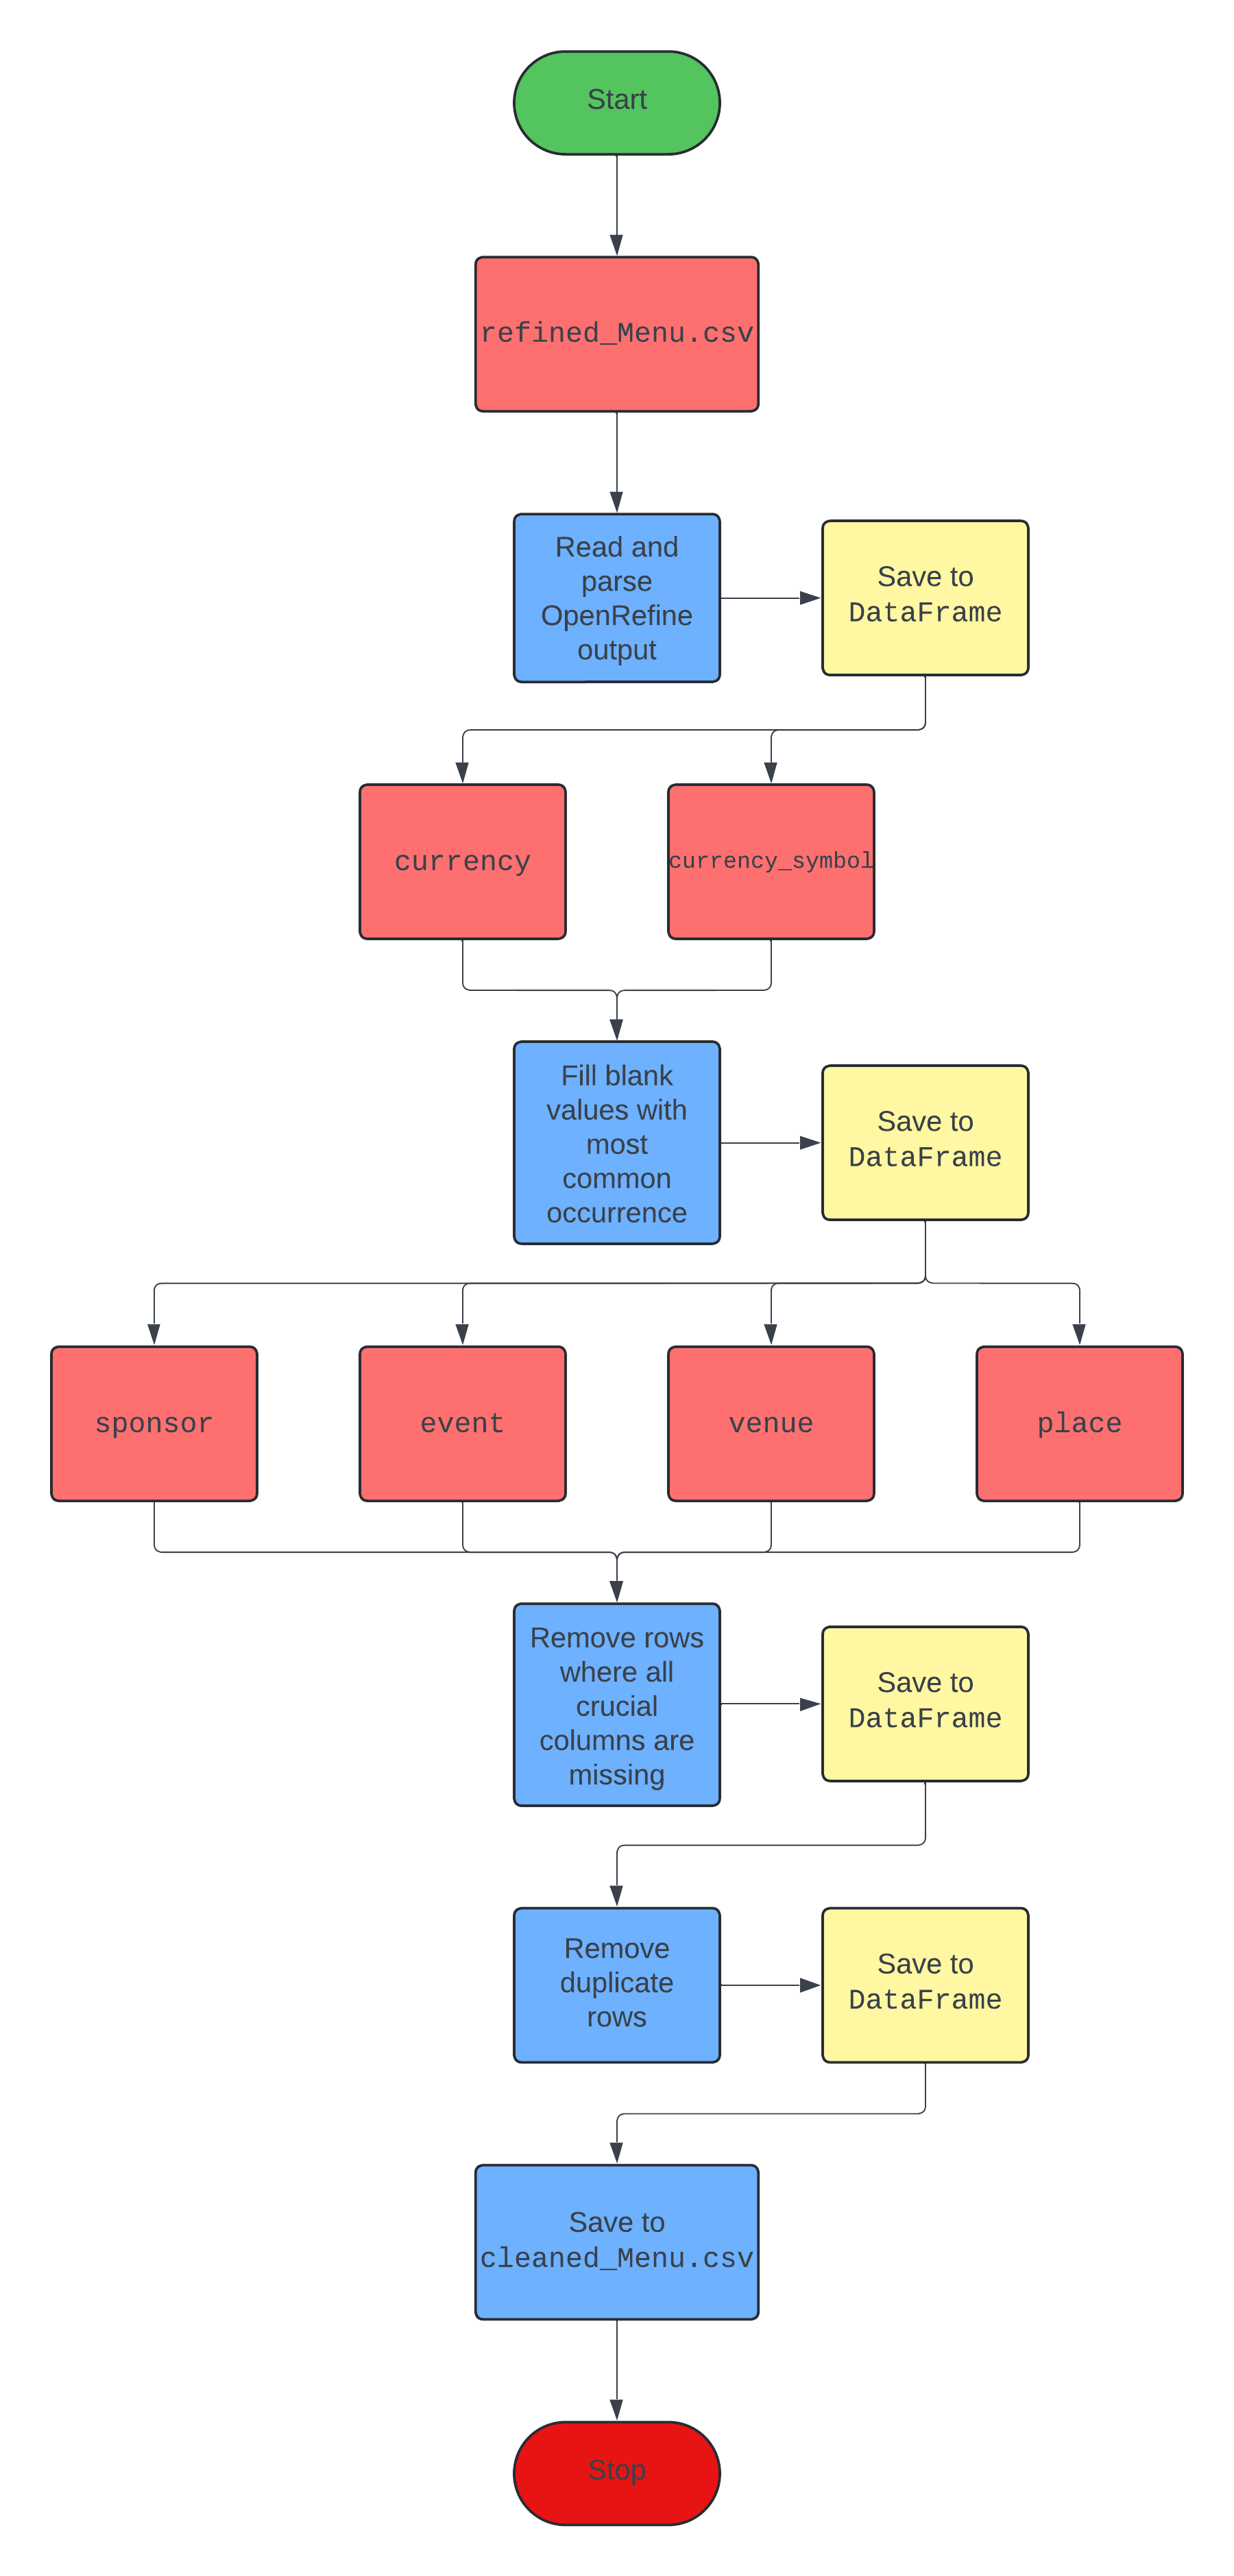 Start
refined_Menu.csv
Read and
parse
OpenRefine
output
Save to
DataFrame
currency
currency_symbol
Fill blank
values with
most
common
occurrence
Save to
DataFrame
sponsor
event
venue
place
Remove rows
where all
crucial
columns are
missing
Save to
DataFrame
Remove
duplicate
rows
Save to
DataFrame
Save to
cleaned_Menu.csv
Stop